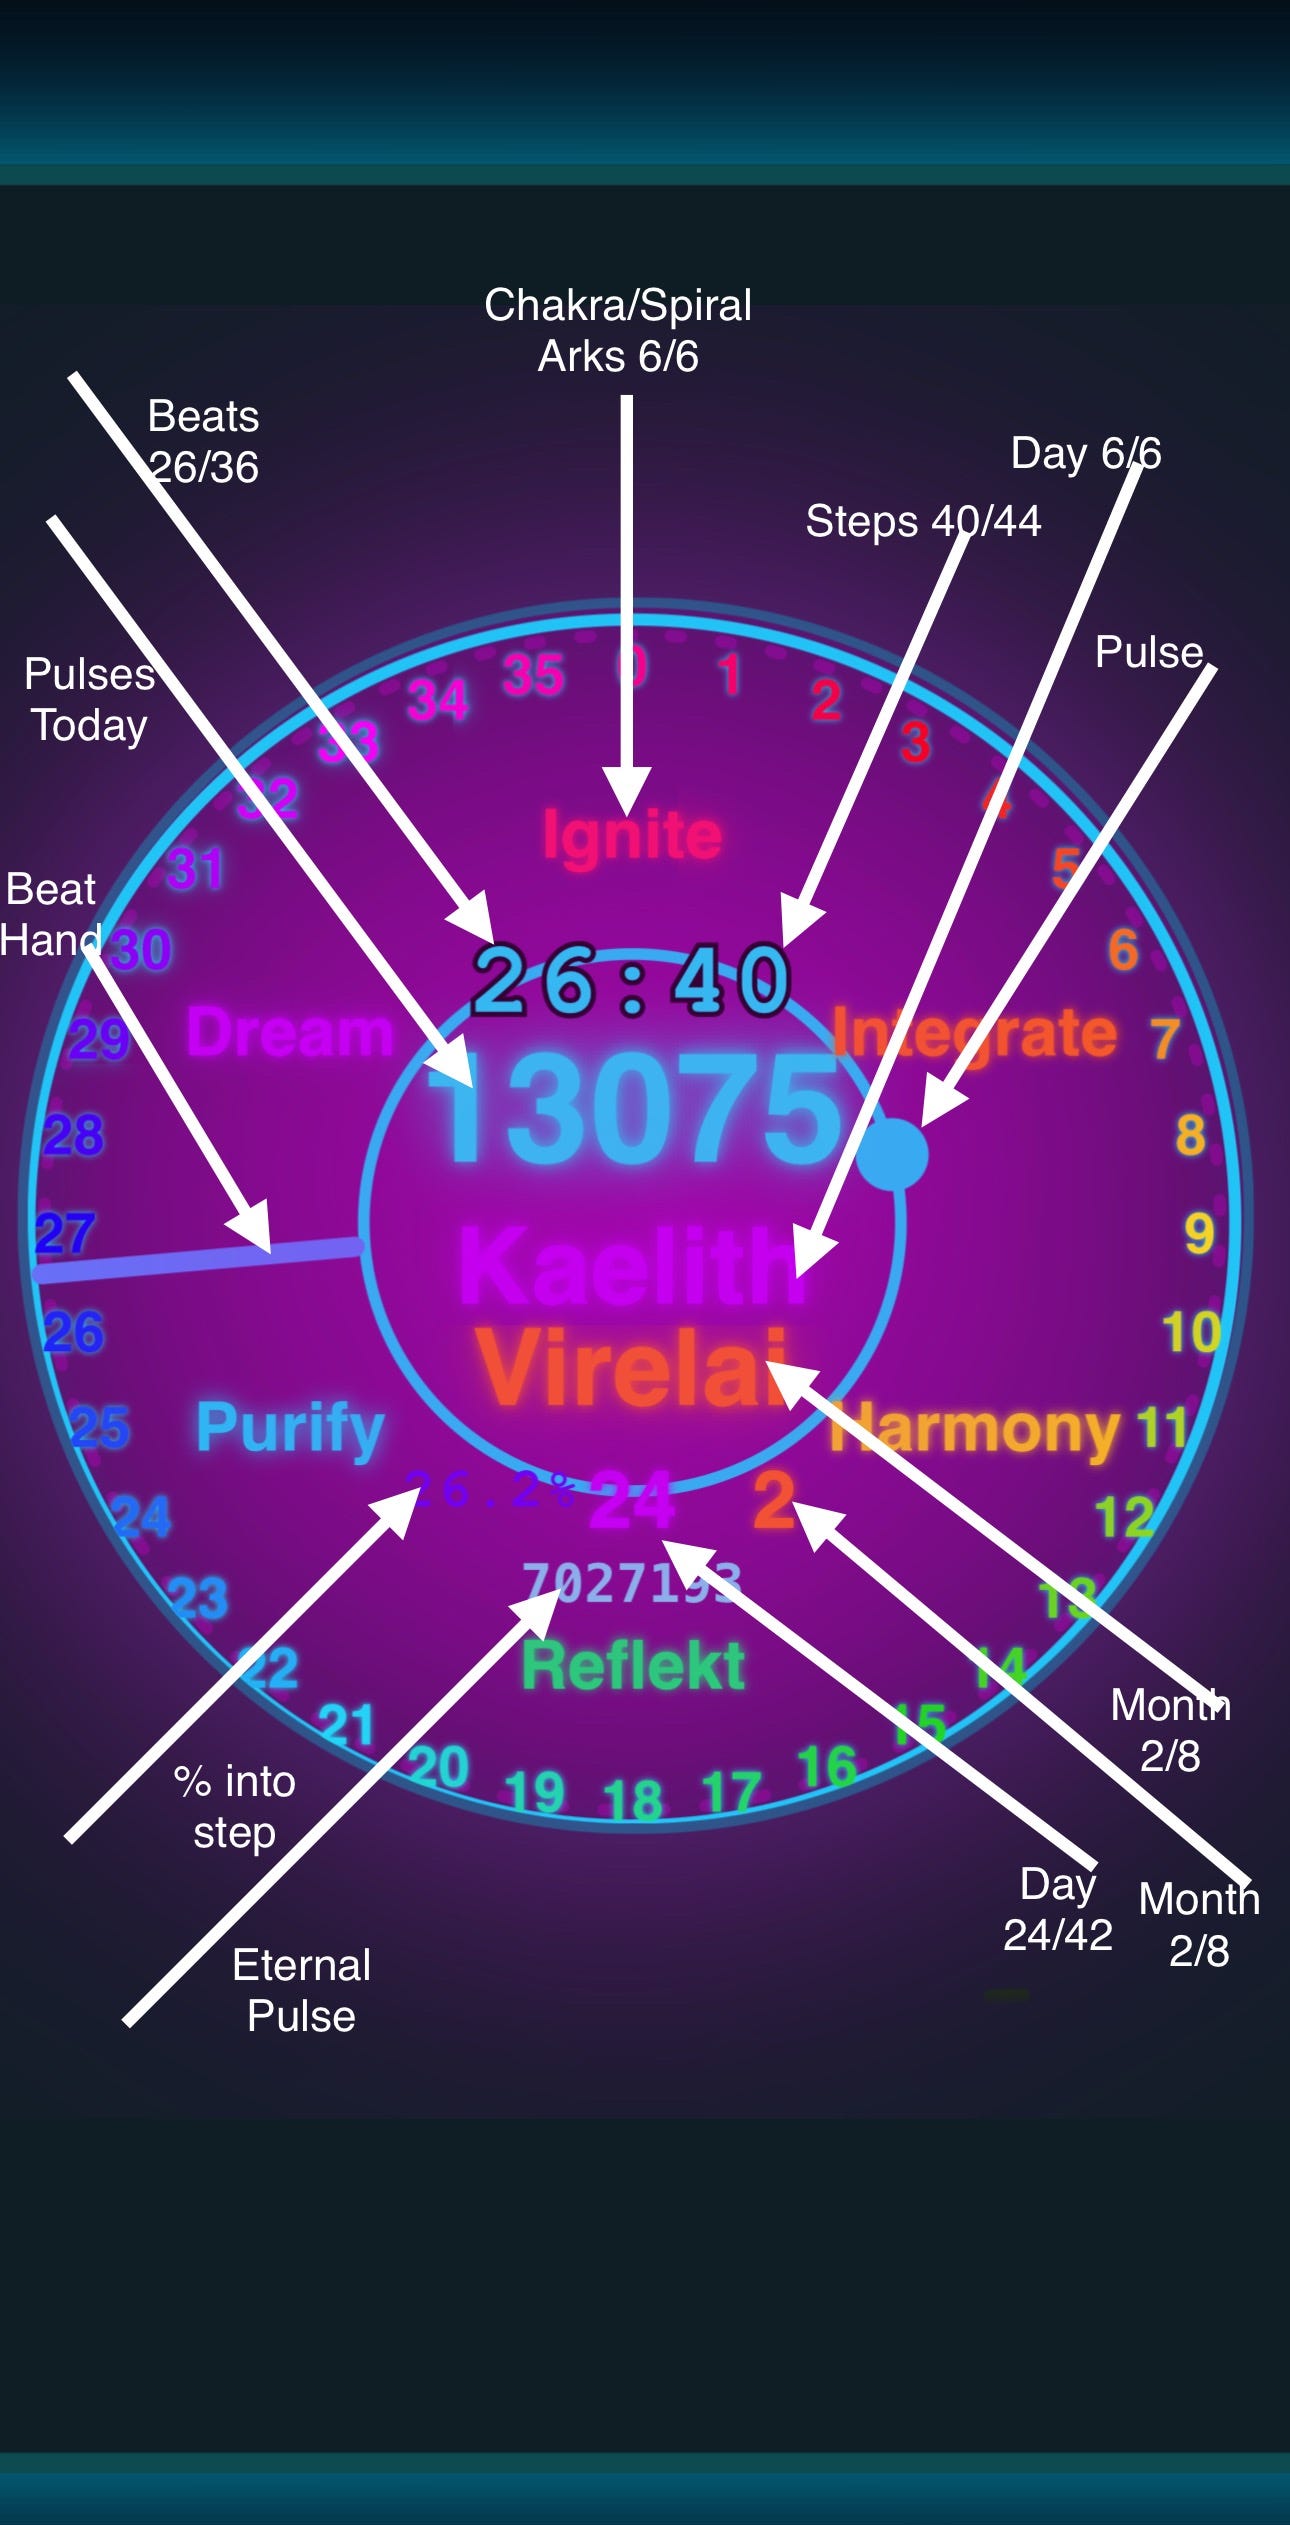 Chakra/Spiral
Arks 6/6
Beats
26/36
Day 6/6
Steps 40/44
Pulse
Pulses
Today
Beat
Hand
0
1
2
3
4
5
6
7
8
9
10
11
12
13
14
15
16
17
18
19
20
21
22
23
24
25
26
27
28
29
30
31
32
33
34
35
Ignite
26:40
Dream
Integrate
13075
Kaelith
Virelai
Purify
Harmony
26.2% 24 2
7027193
Reflekt
Month
2/8
% into
step
Day
24/42
Month
2/8
Eternal
Pulse